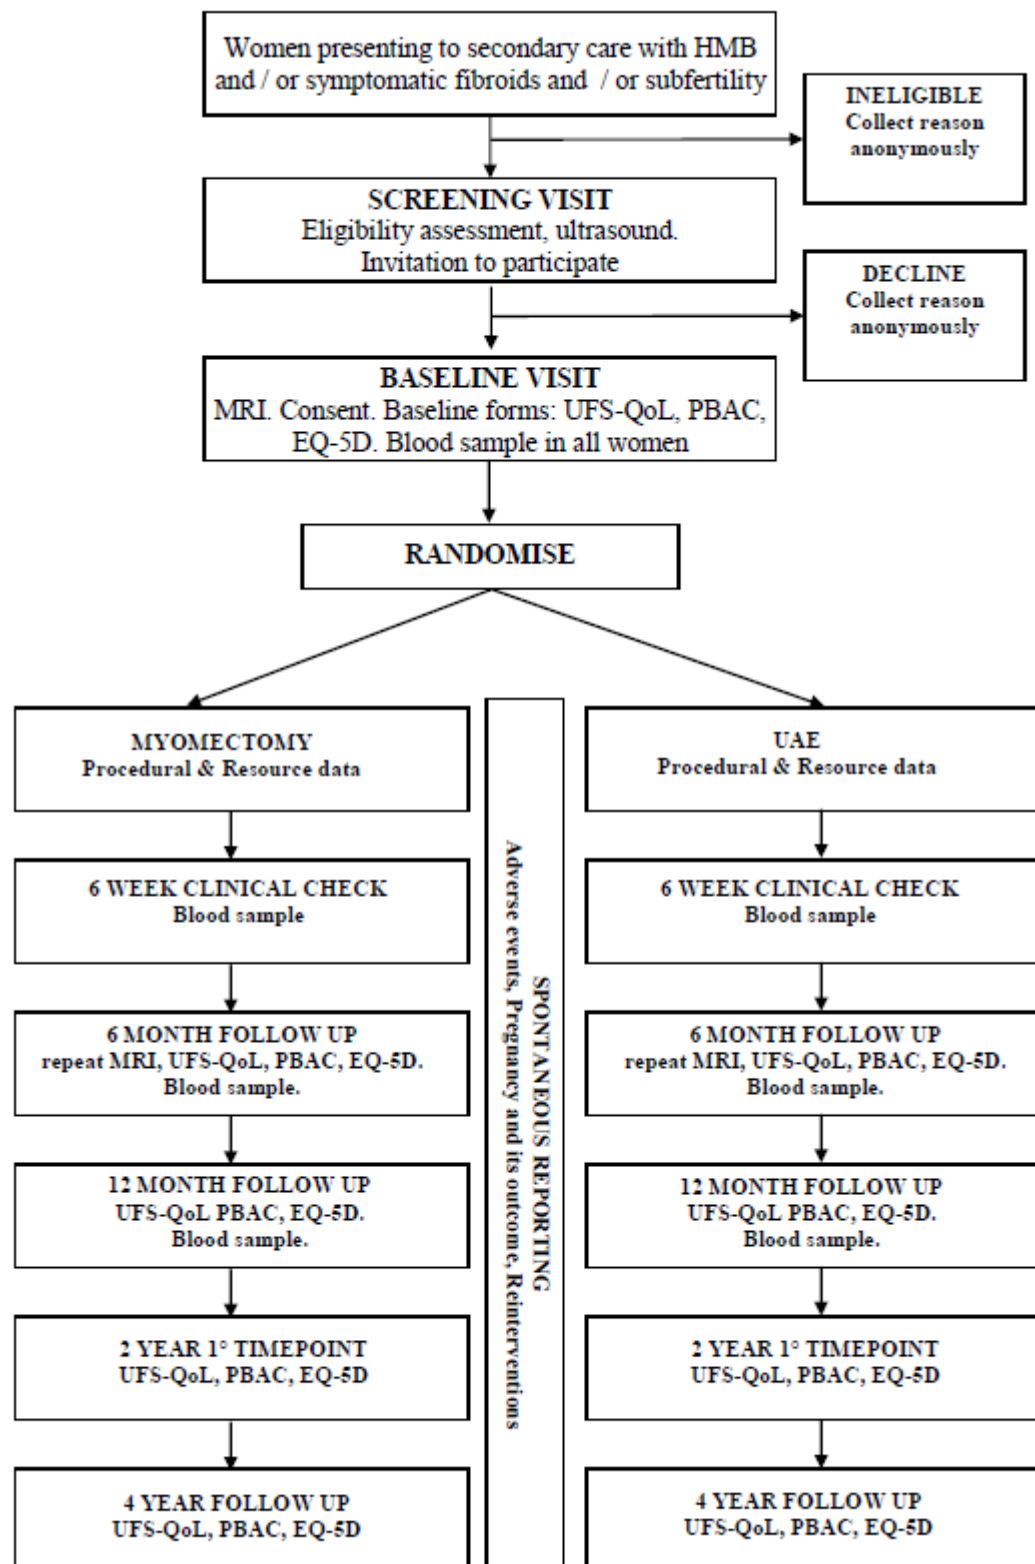 Women presenting to secondary care with HMB
and / or symptomatic fibroids and / or subfertility
INELIGIBLE
Collect reason
anonymously
SCREENING VISIT
Eligibility assessment, ultrasound.
Invitation to participate
DECLINE
Collect reason
anonymously
BASELINE VISIT
MRI. Consent. Baseline forms: UFS-QoL, PBAC,
EQ-5D. Blood sample in all women
RANDOMISE
MYOMECTOMY
Procedural & Resource data
6 WEEK CLINICAL CHECK
Blood sample
6 MONTH FOLLOW UP
repeat MRI, UFS-QoL, PBAC, EQ-5D.
Blood sample.
12 MONTH FOLLOW UP
UFS-QoL PBAC, EQ-5D.
Blood sample.
2 YEAR 1° TIMEPOINT
UFS-QoL, PBAC, EQ-5D
4 YEAR FOLLOW UP
UFS-QoL, PBAC, EQ-5D
SPONTANEOUS REPORTING
Adverse events, Pregnancy and its outcome, Reinterventions
UAE
Procedural & Resource data
6 WEEK CLINICAL CHECK
Blood sample
6 MONTH FOLLOW UP
repeat MRI, UFS-QoL, PBAC, EQ-5D.
Blood sample.
12 MONTH FOLLOW UP
UFS-QoL PBAC, EQ-5D.
Blood sample.
2 YEAR 1° TIMEPOINT
UFS-QoL, PBAC, EQ-5D
4 YEAR FOLLOW UP
UFS-QoL, PBAC, EQ-5D